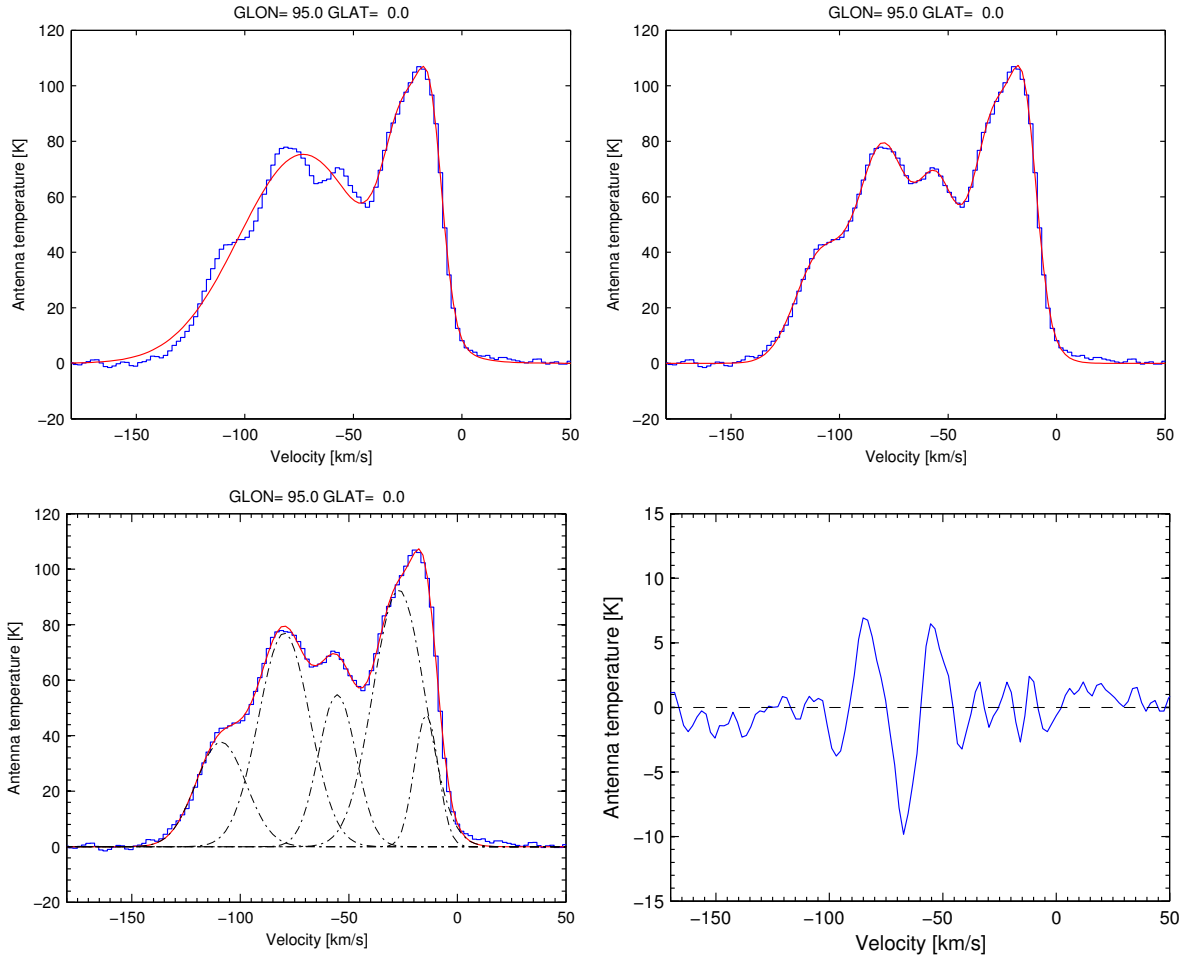 GLON= 95.0 GLAT=  0.0
120
100
80
60
40
20
0
−20
Antenna temperature [K]
−150 −100 −50 0 50
Velocity [km/s]
GLON= 95.0 GLAT=  0.0
120
100
80
60
40
20
0
−20
Antenna temperature [K]
−150 −100 −50 0 50
Velocity [km/s]
GLON= 95.0 GLAT=  0.0
120
100
80
60
40
20
0
−20
Antenna temperature [K]
−150 −100 −50 0 50
Velocity [km/s]
15
10
5
0
−5
−10
−15
Antenna temperature [K]
−150 −100 −50 0 50
Velocity [km/s]